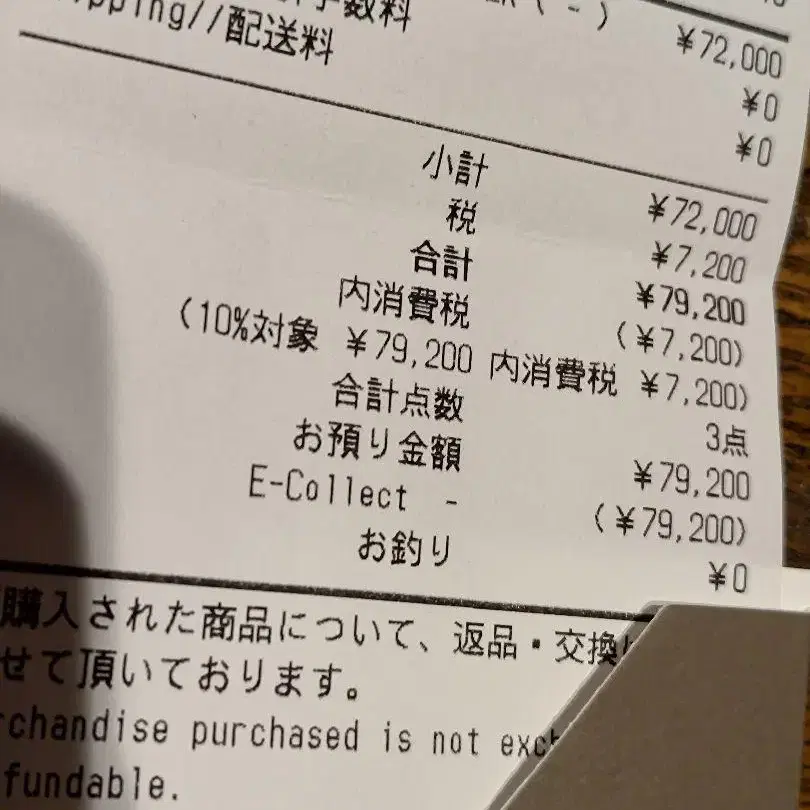 手数料 ( - ) ¥72,000
pping//配送料 ¥0
¥0
小計 ¥72,000
税 ¥7,200
合計 ¥79,200
内消費税 (¥7,200)
(10%対象 ¥79,200 内消費税 ¥7,200)
合計点数 3点
お預り金額 ¥79,200
E-Collect - (¥79,200)
お釣り ¥0
購入された商品について、返品・交換
せて頂いております。
rchandise purchased is not exch
fundable.